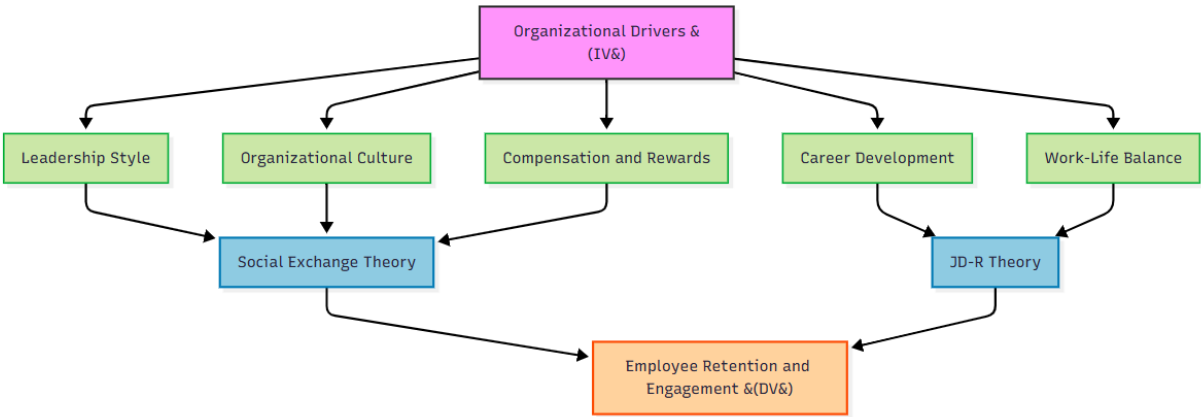 Organizational Drivers &
(IV&)
Leadership Style
Organizational Culture
Compensation and Rewards
Career Development
Work-Life Balance
Social Exchange Theory
JD-R Theory
Employee Retention and
Engagement &(DV&)